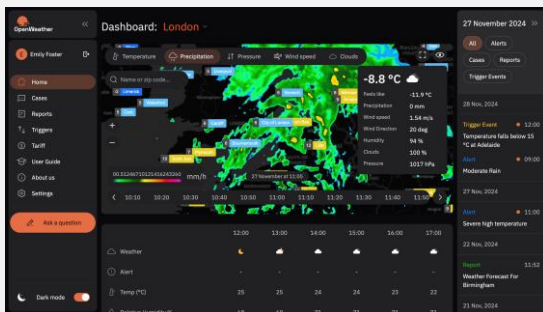 OpenWeather
Emily Foster
Home
Cases
Reports
Triggers
Tariff
User Guide
About us
Settings
Ask a question
Dark mode
Dashboard: London
Temperature
Precipitation
Pressure
Wind speed
Clouds
Name or zip code...
Limerick
Cardiff
+
-
mm/h
27 November at 11:05
-8.8 °C
Feels like -11.9 °C
Precipitation 0 mm
Wind speed 1.54 m/s
Wind Direction 20 deg
Humidity 94 %
Clouds 100 %
Pressure 1017 hPa
10:10 10:20 10:30 10:40 10:50 11:00 11:10 11:20 11:30 11:40 11:50
12:00 13:00 14:00 15:00 16:00 17:00
Weather
Alert - - - - - -
Temp (°C) 25 25 24 24 23 22
27 November 2024
All
Alerts
Cases
Reports
Trigger Events
28 Nov, 2024
Trigger Event 12:00
Temperature falls below 15
°C at Adelaide
Alert 09:00
Moderate Rain
27 Nov, 2024
Alert 11:00
Severe high temperature
22 Nov, 2024
Report 11:52
Weather Forecast For
Birmingham
21 Nov, 2024